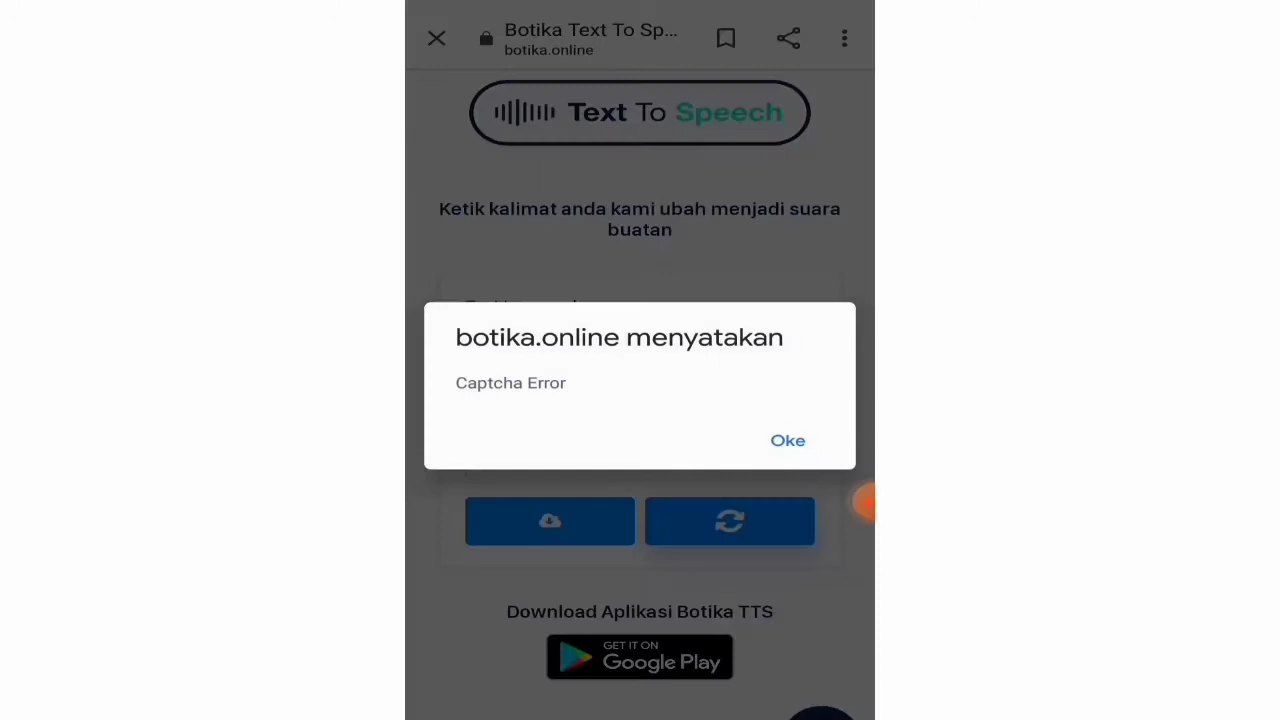 Botika Text To Sp...
botika.online
Text To Speech
Ketik kalimat anda kami ubah menjadi suara
buatan
botika.online menyatakan
Captcha Error
Oke
Download Aplikasi Botika TTS
GET IT ON
Google Play